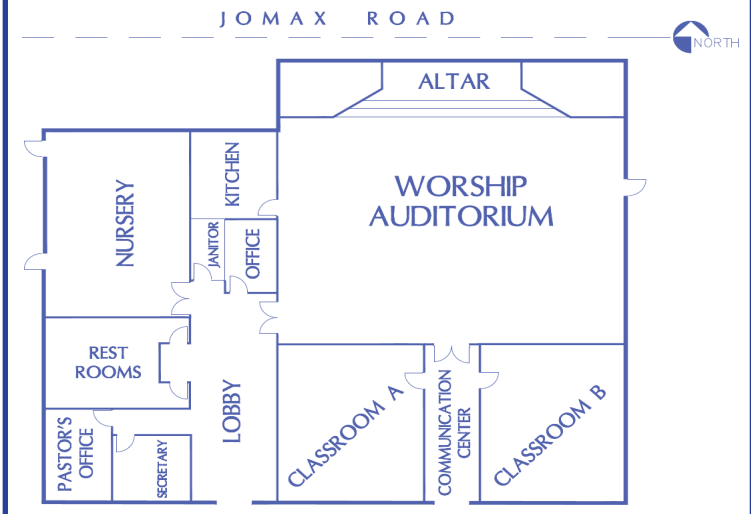 JOMAX ROAD
NORTH
ALTAR
WORSHIP
AUDITORIUM
KITCHEN
NURSERY
JANITOR
OFFICE
REST
ROOMS
LOBBY
CLASSROOM A
COMMUNICATION
CENTER
CLASSROOM B
PASTOR'S
OFFICE
SECRETARY